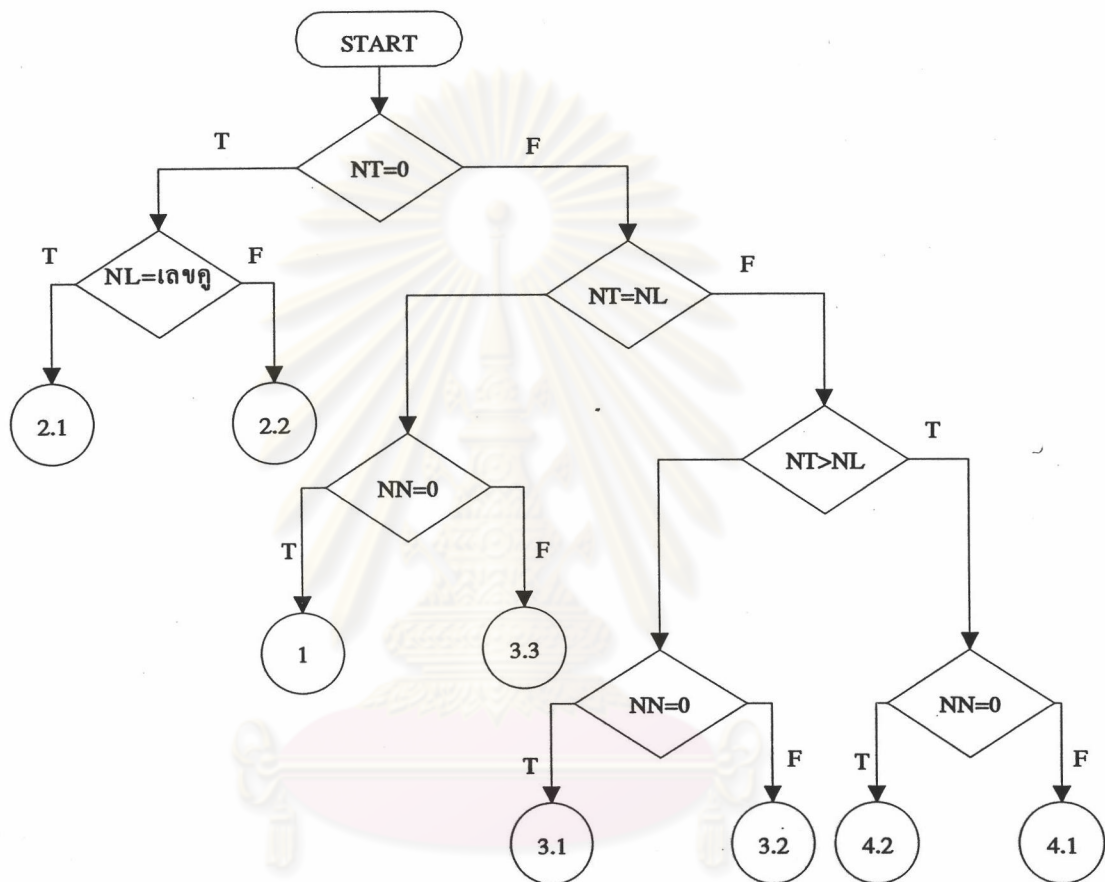 START
T
F
NT=0
T
NL=เลขคู่
F
NT=NL
F
2.1
2.2
NT>NL
T
NN=0
T
F
1
3.3
NN=0
NN=0
T
F
T
F
3.1
3.2
4.2
4.1